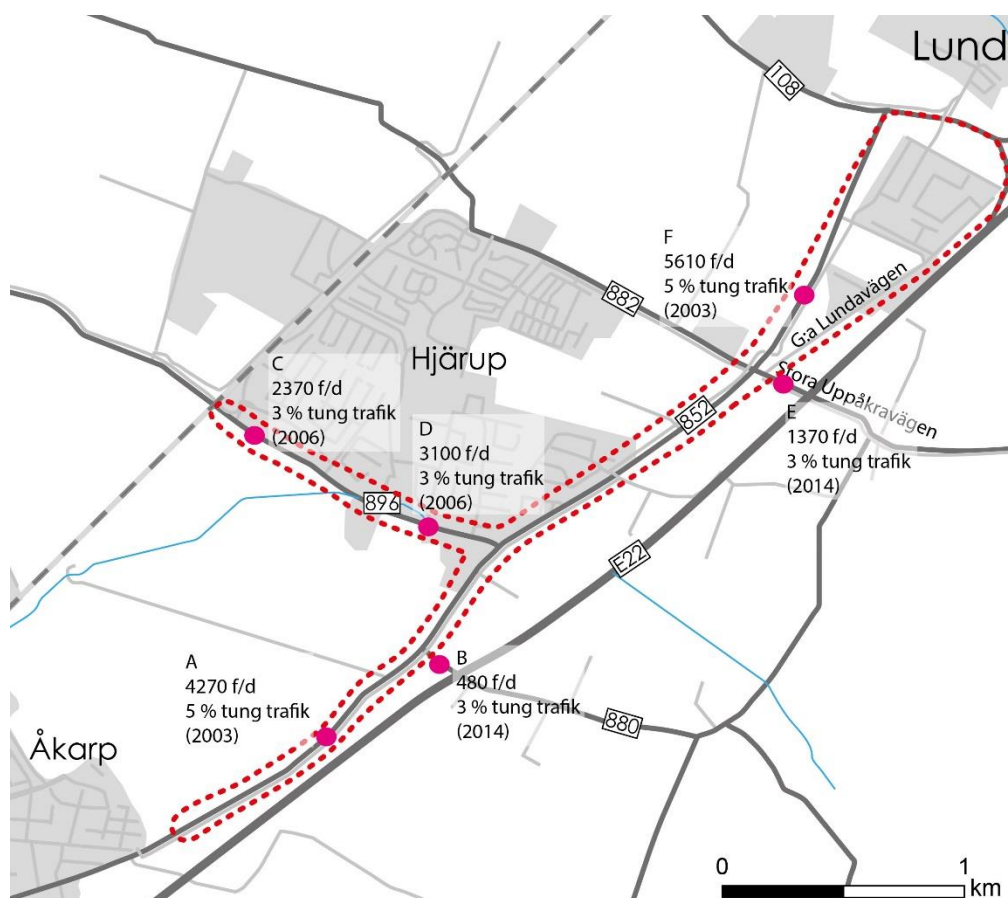 Lund
108
F
5610 f/d
5 % tung trafik
(2003)
882
G:a Lundavägen
Hjärup
Stora Uppåkravägen
C
2370 f/d
3 % tung trafik
(2006)
852
D
3100 f/d
3 % tung trafik
(2006)
E
1370 f/d
3 % tung trafik
(2014)
896
E22
A
4270 f/d
5 % tung trafik
(2003)
B
480 f/d
3 % tung trafik
(2014)
880
Åkarp
0 1
km